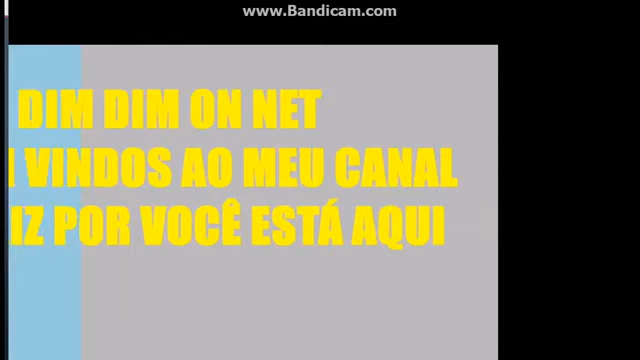 www.Bandicam.com
DIM DIM ON NET
VINDOS AO MEU CANAL
IZ POR VOCÊ ESTÁ AQUI